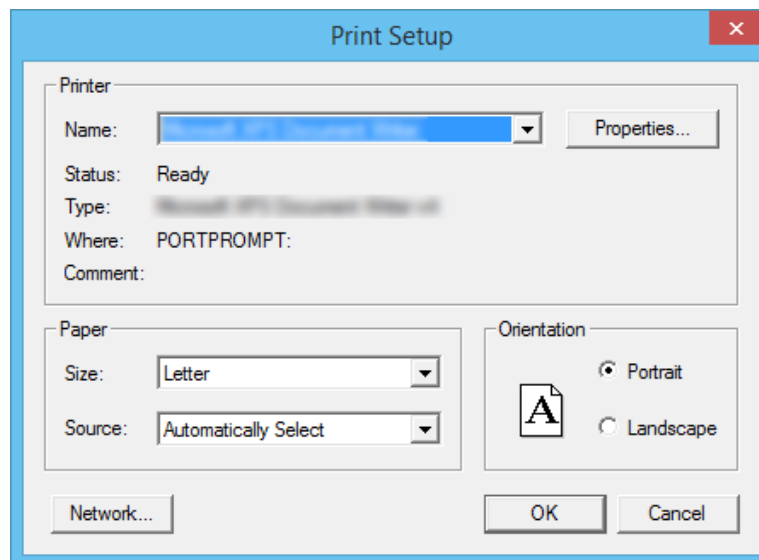 Print Setup
Printer
Name:
Properties...
Status: Ready
Type:
Where: PORTPROMPT:
Comment:
Paper
Size: Letter
Source: Automatically Select
Orientation
A
Portrait
Landscape
Network...
OK
Cancel